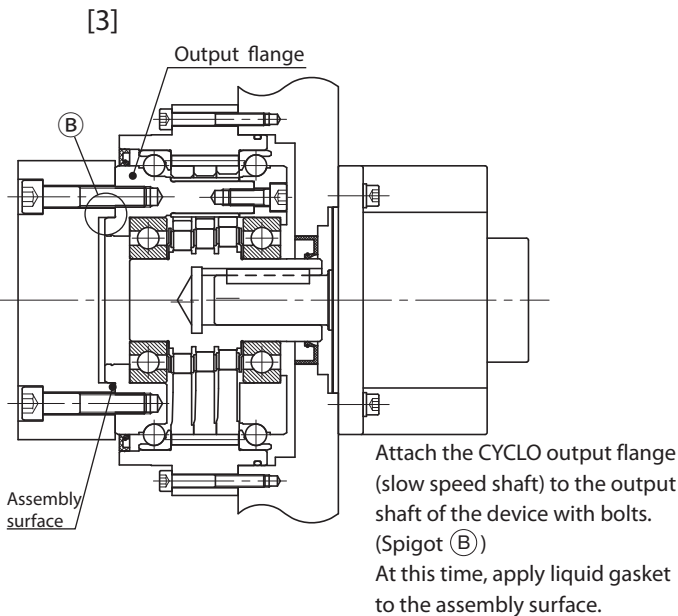 [3]
Output flange
Ⓑ
Assembly
surface
Attach the CYCLO output flange
(slow speed shaft) to the output
shaft of the device with bolts.
(Spigot Ⓑ)
At this time, apply liquid gasket
to the assembly surface.